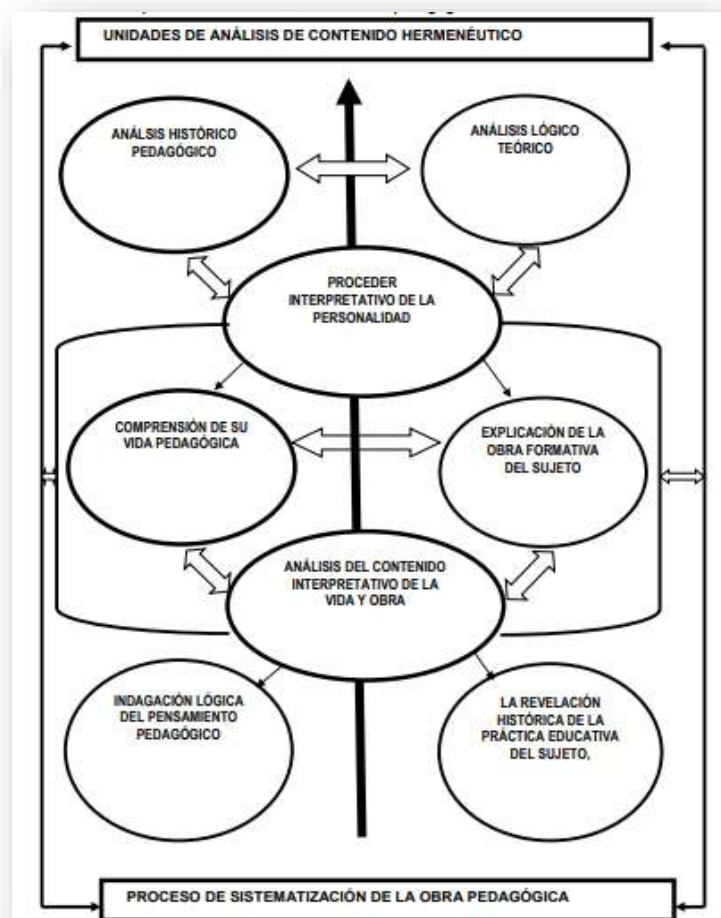 UNIDADES DE ANÁLISIS DE CONTENIDO HERMENÉUTICO
ANÁLSIS HISTÓRICO
PEDAGÓGICO
ANÁLISIS LÓGICO
TEÓRICO
PROCEDER
INTERPRETATIVO DE LA
PERSONALIDAD
COMPRENSIÓN DE SU
VIDA PEDAGÓGICA
EXPLICACIÓN DE LA
OBRA FORMATIVA
DEL SUJETO
ANÁLISIS DEL CONTENIDO
INTERPRETATIVO DE LA
VIDA Y OBRA
INDAGACIÓN LÓGICA
DEL PENSAMIENTO
PEDAGÓGICO
LA REVELACIÓN
HISTÓRICA DE LA
PRÁCTICA EDUCATIVA
DEL SUJETO,
PROCESO DE SISTEMATIZACIÓN DE LA OBRA PEDAGÓGICA